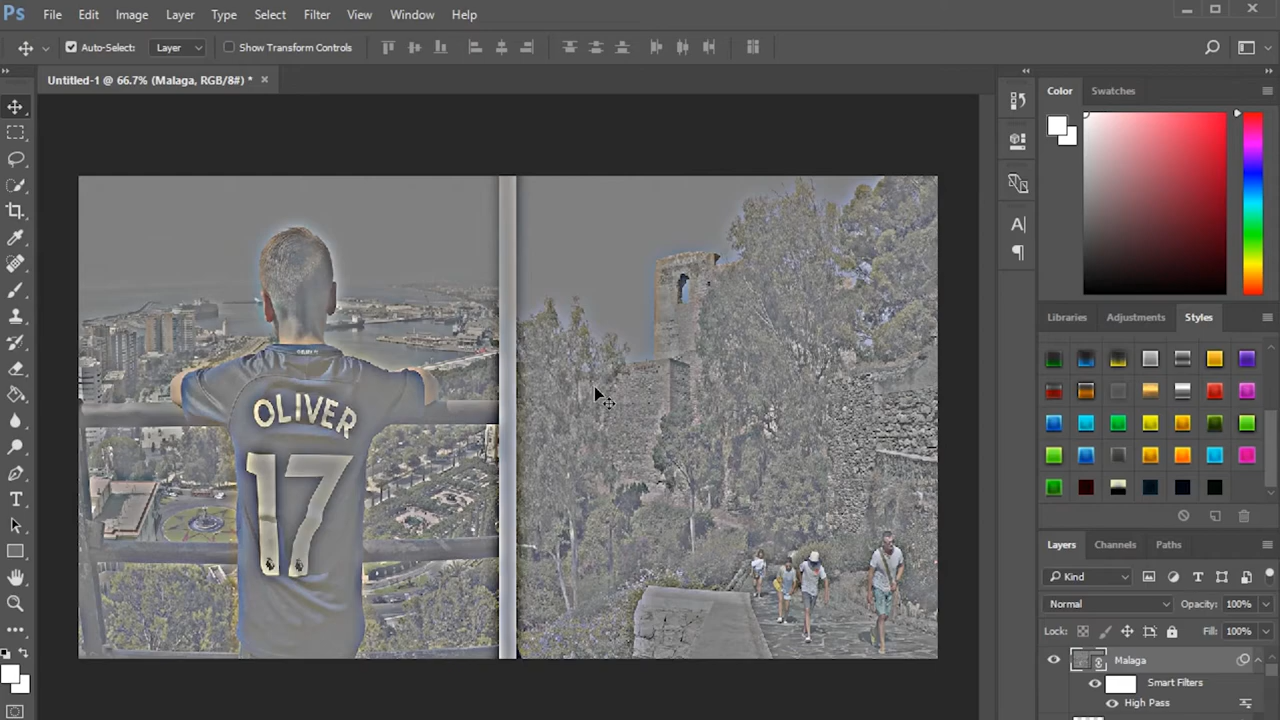 Ps File Edit Image Layer Type Select Filter View Window Help
Auto-Select: Layer Show Transform Controls
Untitled-1 @ 66.7% (Malaga, RGB/8#) * ×
Color Swatches
Libraries Adjustments Styles
OLIVER
17
Layers Channels Paths
Kind
Normal Opacity: 100%
Lock: Fill: 100%
Malaga
Smart Filters
High Pass